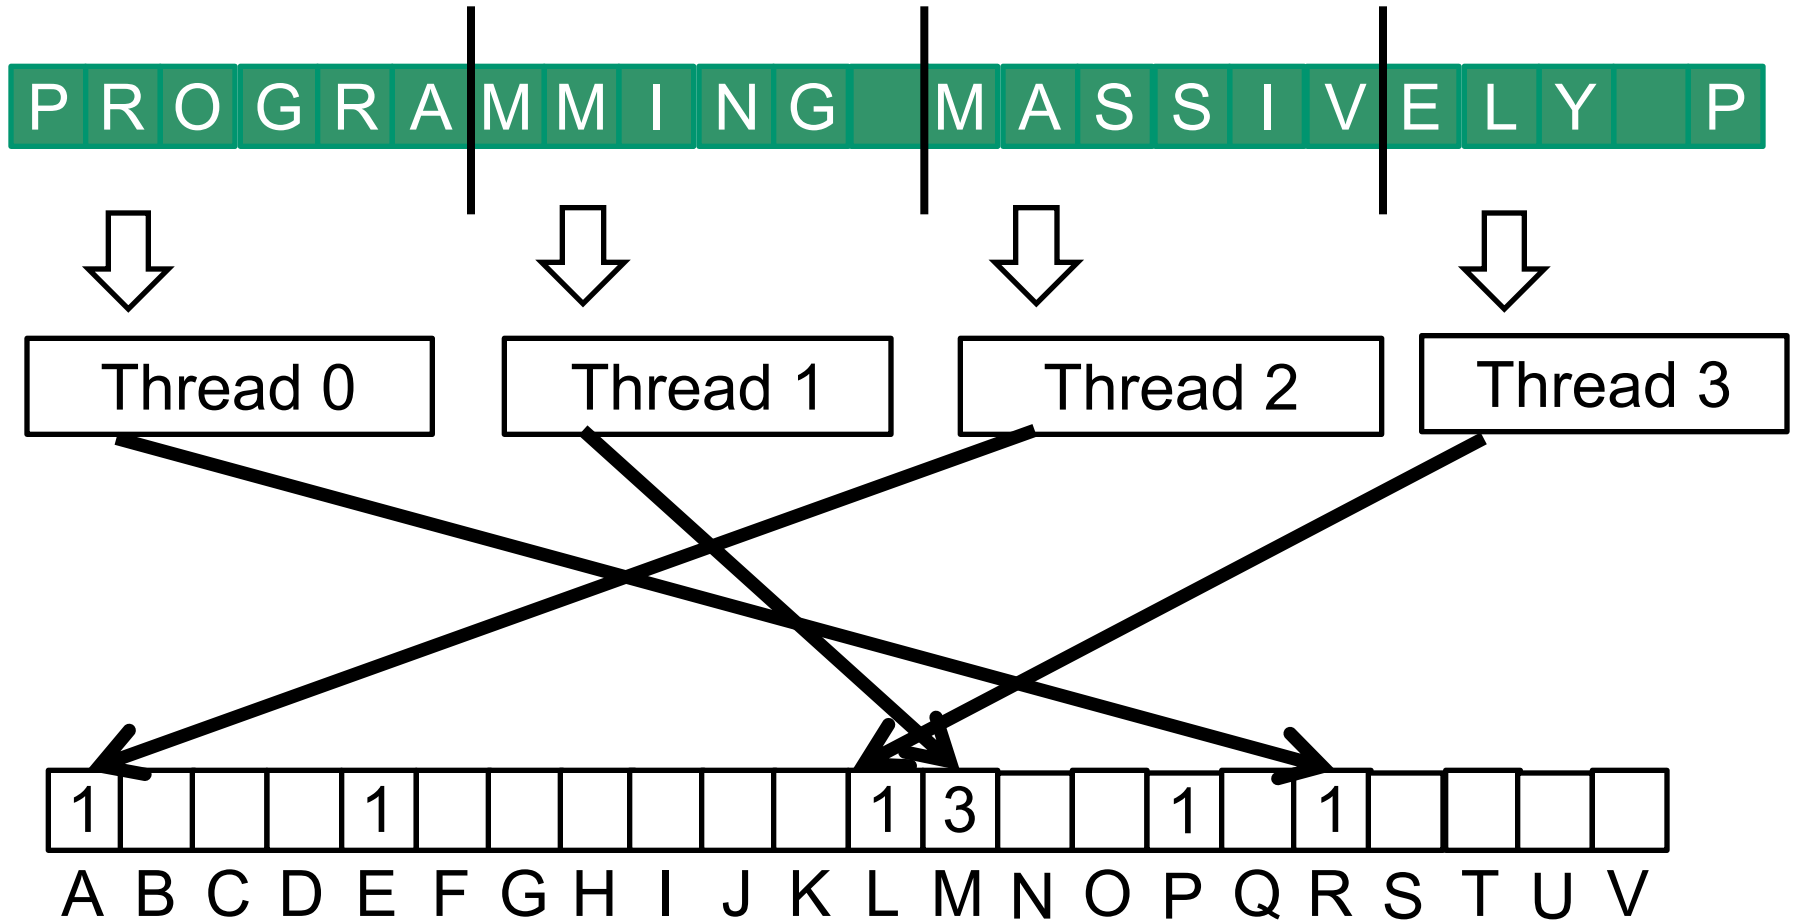 P R O G R A M M I N G M A S S I V E L Y P
Thread 0 Thread 1 Thread 2 Thread 3
1 1 1 3 1 1
A B C D E F G H I J K L M N O P Q R S T U V